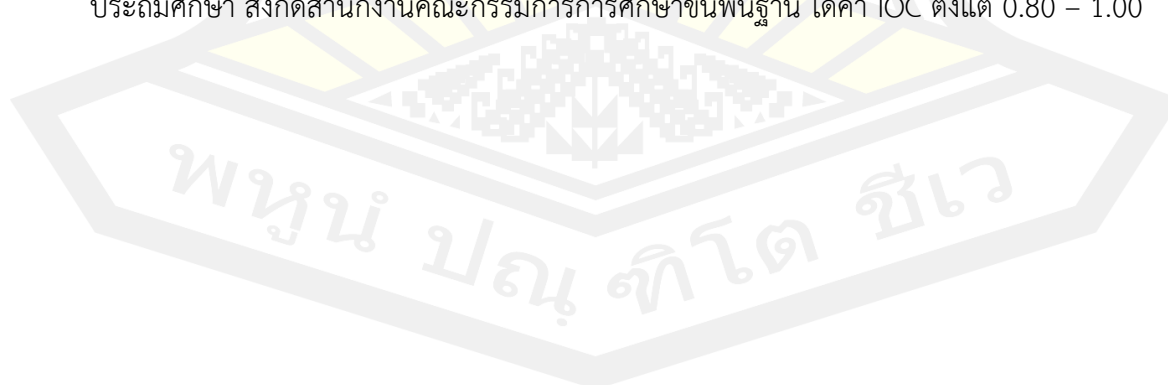 ประถมศึกษา สังกัดสำนักงานคณะกรรมการการศึกษาขั้นพื้นฐาน ได้ค่า IOC ตั้งแต่ 0.80 – 1.00
พหูนํ ปณฺฑิโต ชีเว